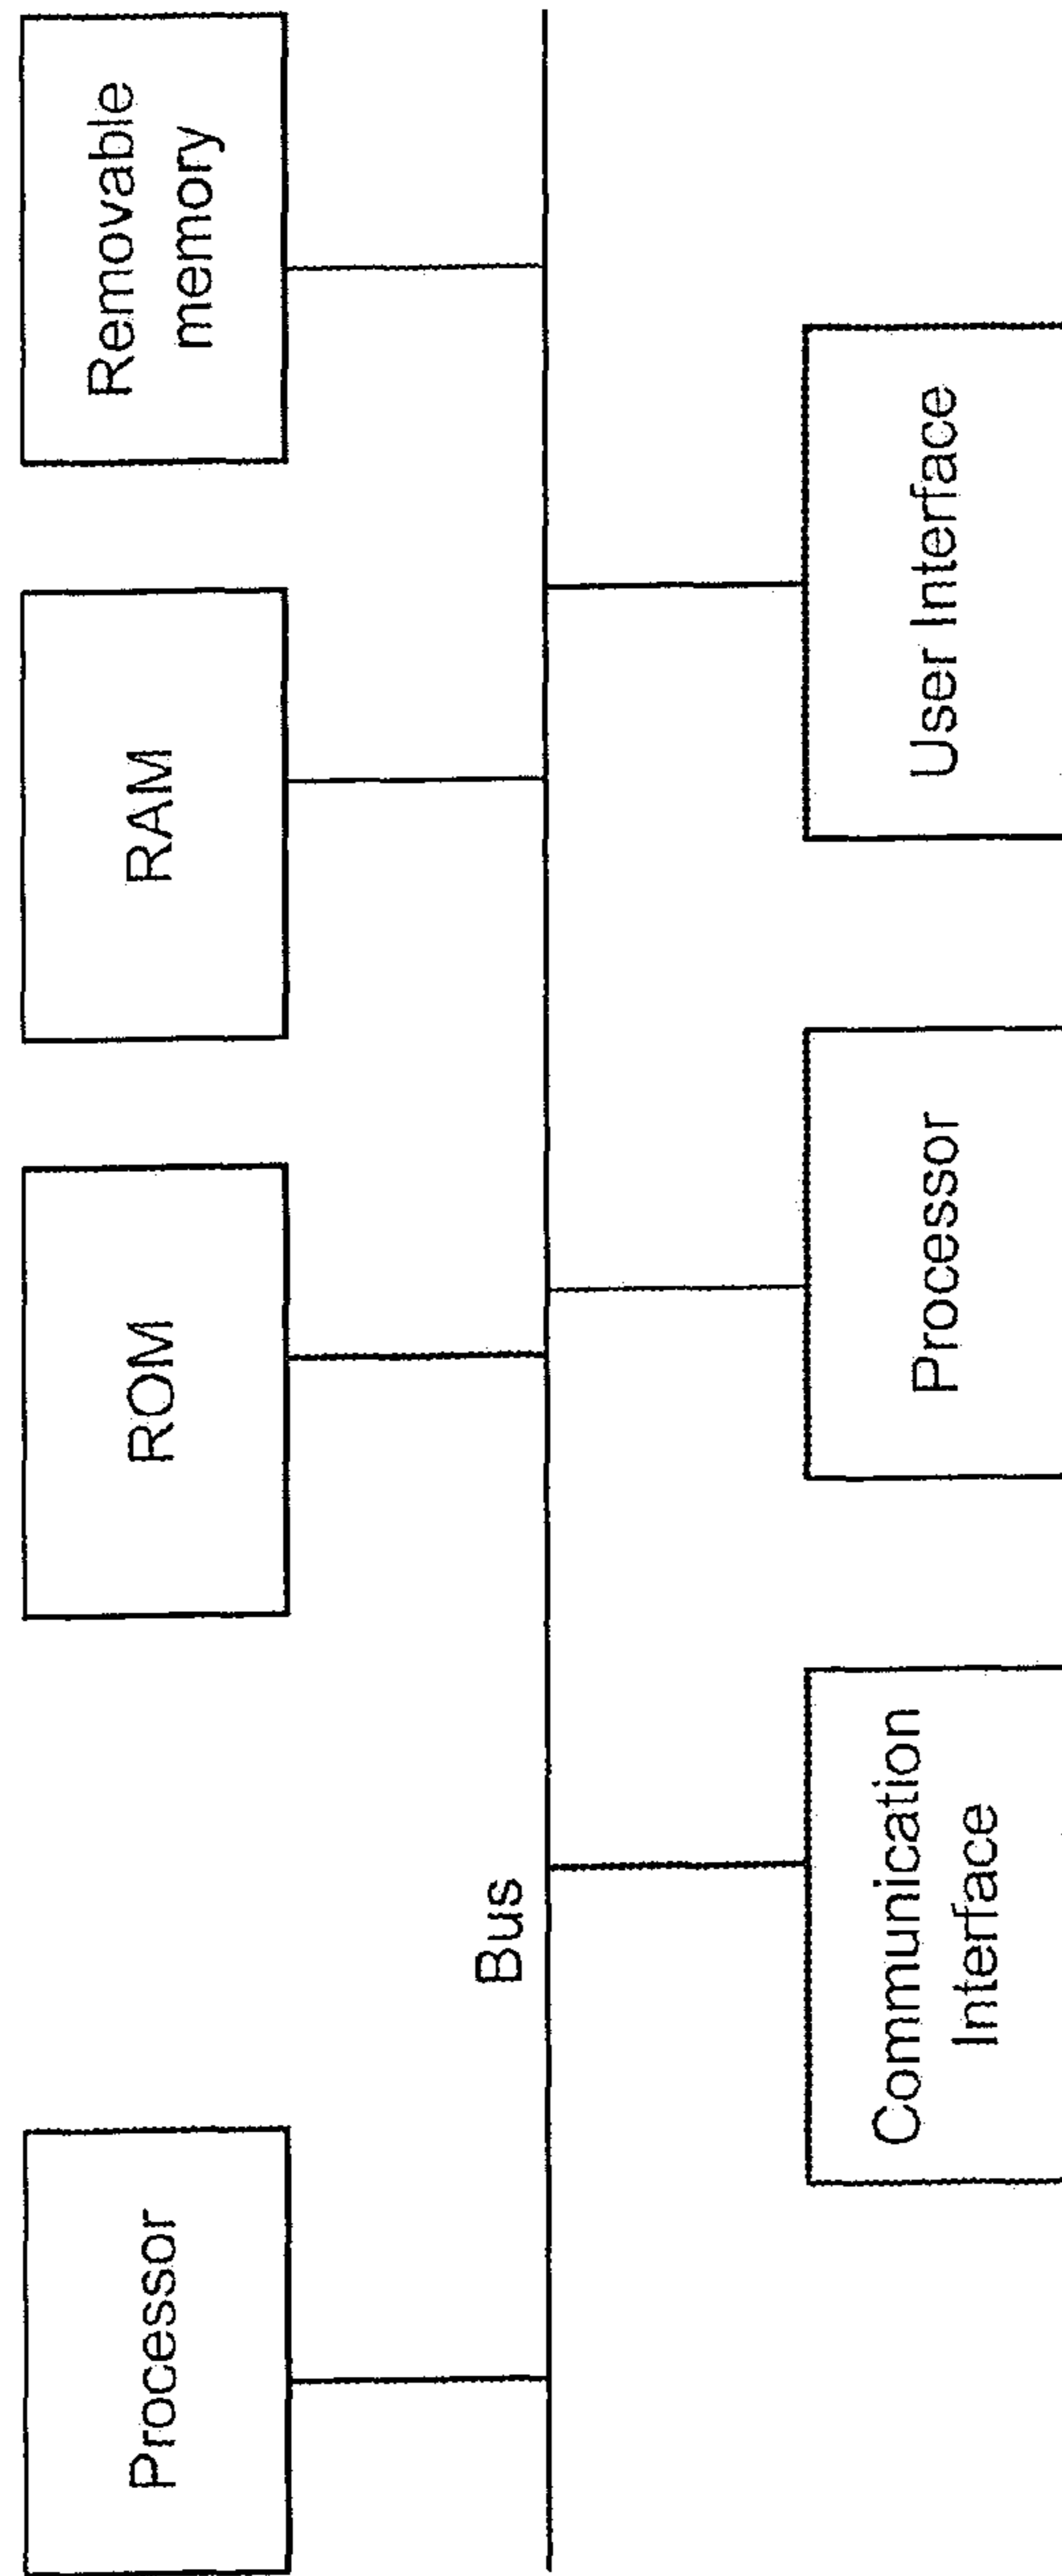 Processor
ROM
RAM
Removable
memory
Bus
Communication
Interface
Processor
User Interface